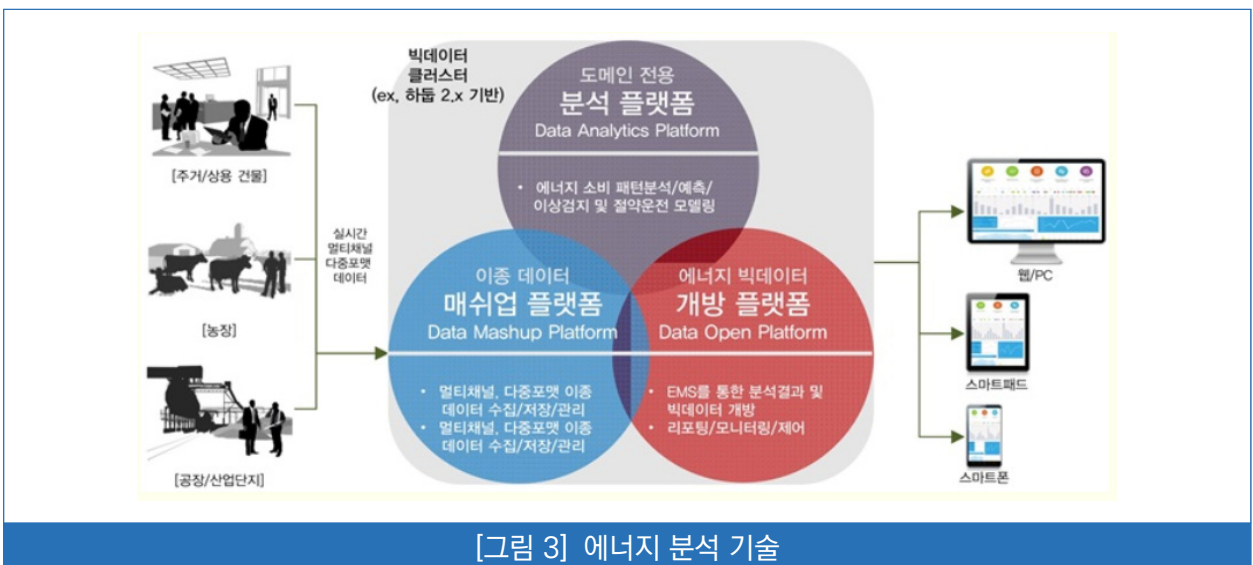 빅데이터
클러스터
(ex, 하둡 2.x 기반)
도메인 전용
분석 플랫폼
Data Analytics Platform
• 에너지 소비 패턴분석/예측/
이상검지 및 절약운전 모델링
[주거/상용 건물]
실시간
멀티채널
다중포맷
데이터
[농장]
[공장/산업단지]
이종 데이터
매쉬업 플랫폼
Data Mashup Platform
• 멀티채널, 다중포맷 이종
데이터 수집/저장/관리
• 멀티채널, 다중포맷 이종
데이터 수집/저장/관리
에너지 빅데이터
개방 플랫폼
Data Open Platform
• EMS를 통한 분석결과 및
빅데이터 개방
• 리포팅/모니터링/제어
웹/PC
스마트패드
스마트폰
[그림 3] 에너지 분석 기술